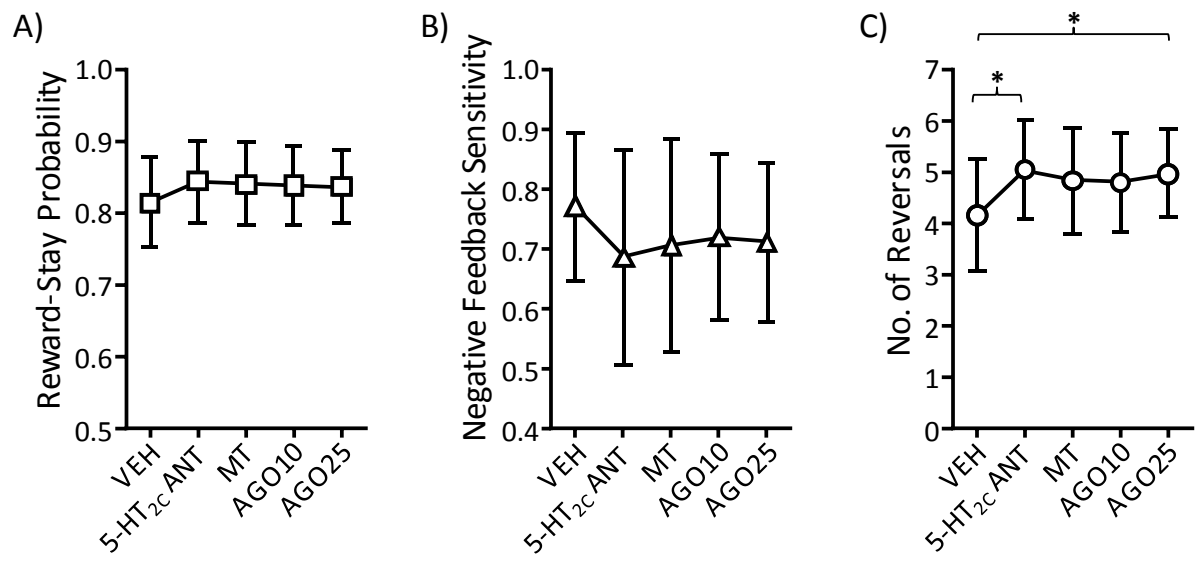 A)
Reward-Stay Probability
1.0
0.9
0.8
0.7
0.6
0.5
VEH
5-HT₂C ANT
MT
AGO10
AGO25
B)
Negative Feedback Sensitivity
1.0
0.9
0.8
0.7
0.6
0.5
0.4
VEH
5-HT₂C ANT
MT
AGO10
AGO25
C)
*
*
No. of Reversals
7
6
5
4
3
2
1
0
VEH
5-HT₂C ANT
MT
AGO10
AGO25